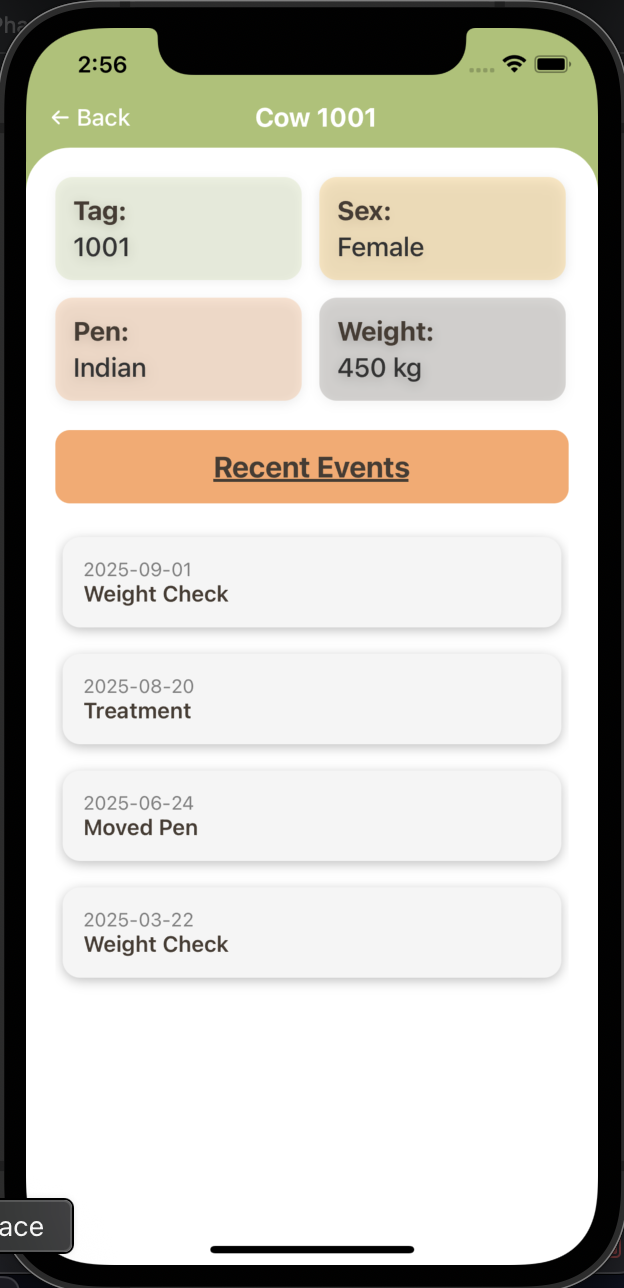 2:56
← Back
Cow 1001
Tag:
1001
Sex:
Female
Pen:
Indian
Weight:
450 kg
Recent Events
2025-09-01
Weight Check
2025-08-20
Treatment
2025-06-24
Moved Pen
2025-03-22
Weight Check
ace